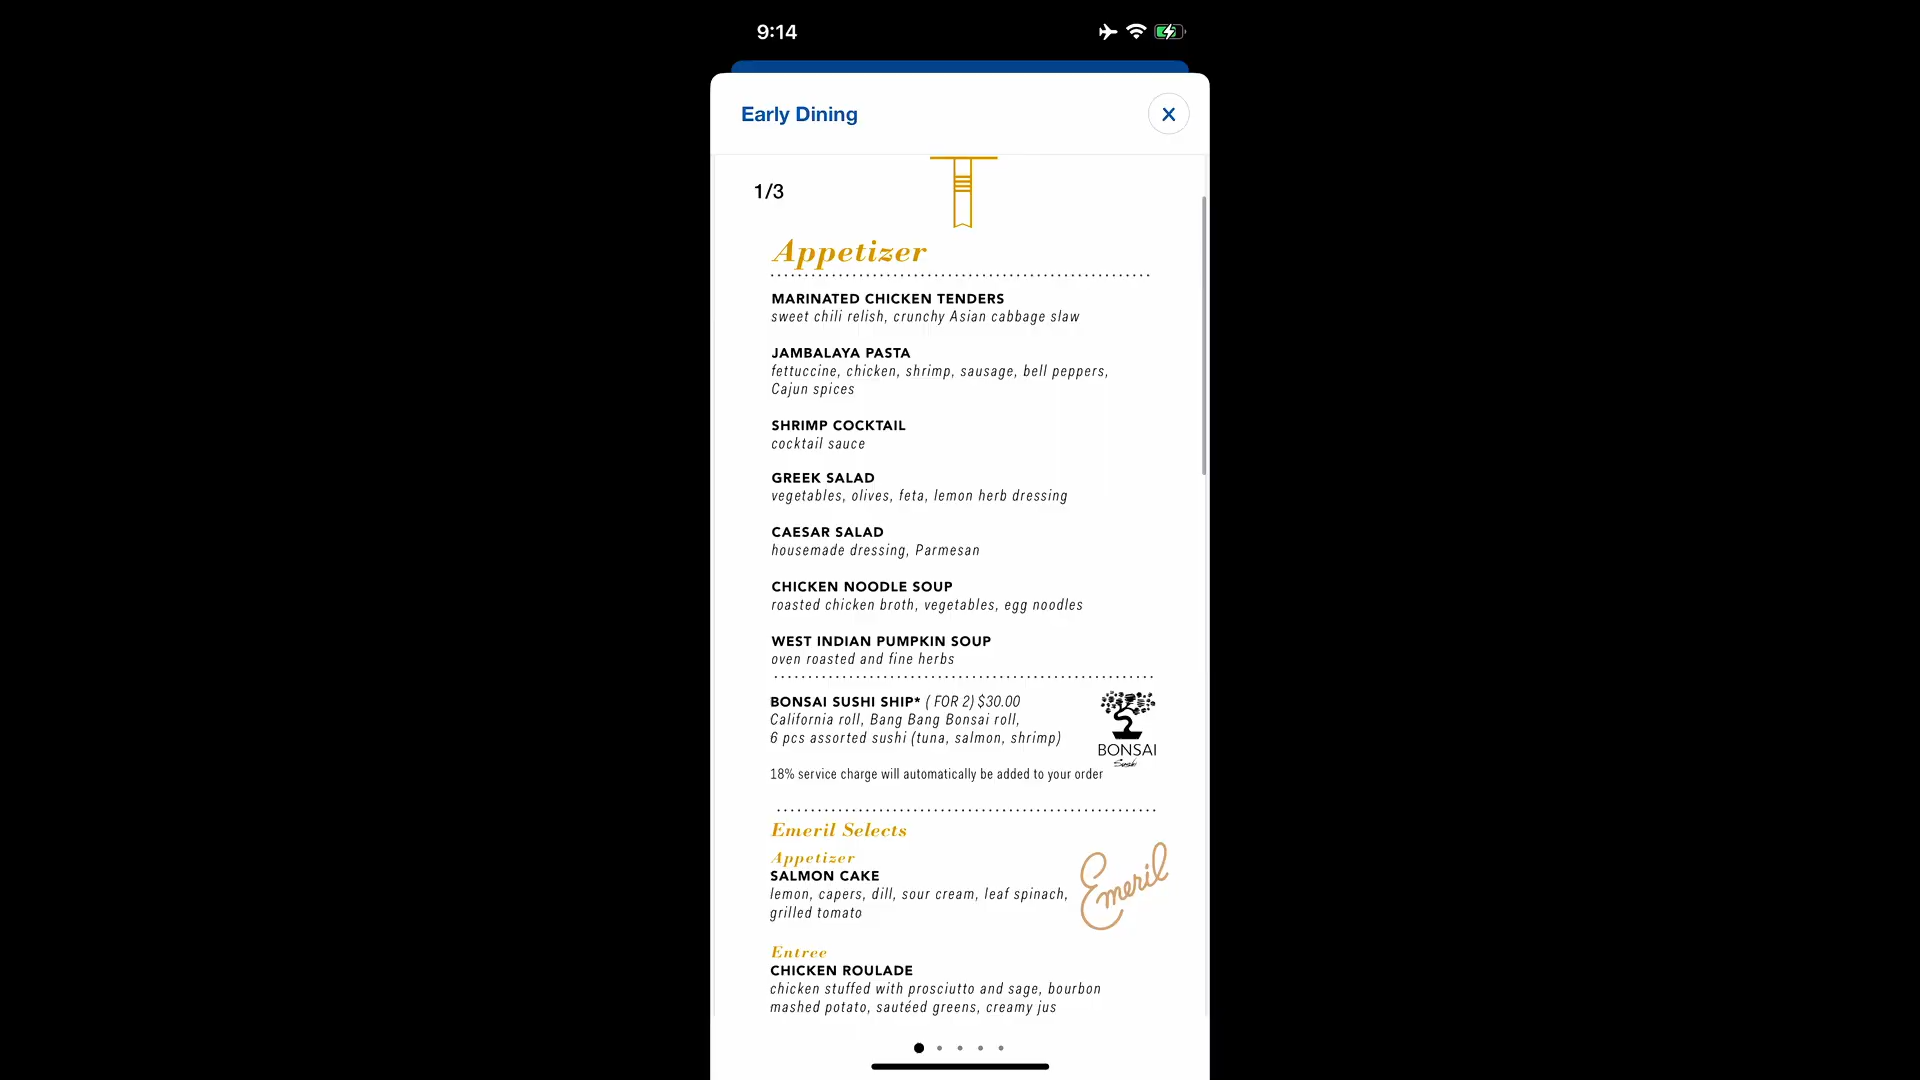 9:14
Early Dining
1/3
Appetizer
MARINATED CHICKEN TENDERS
sweet chili relish, crunchy Asian cabbage slaw
JAMBALAYA PASTA
fettuccine, chicken, shrimp, sausage, bell peppers,
Cajun spices
SHRIMP COCKTAIL
cocktail sauce
GREEK SALAD
vegetables, olives, feta, lemon herb dressing
CAESAR SALAD
housemade dressing, Parmesan
CHICKEN NOODLE SOUP
roasted chicken broth, vegetables, egg noodles
WEST INDIAN PUMPKIN SOUP
oven roasted and fine herbs
BONSAI SUSHI SHIP* ( FOR 2) $30.00
California roll, Bang Bang Bonsai roll,
6 pcs assorted sushi (tuna, salmon, shrimp)
BONSAI
Sushi
18% service charge will automatically be added to your order
Emeril Selects
Appetizer
SALMON CAKE
lemon, capers, dill, sour cream, leaf spinach,
grilled tomato
Emeril
Entree
CHICKEN ROULADE
chicken stuffed with prosciutto and sage, bourbon
mashed potato, sautéed greens, creamy jus